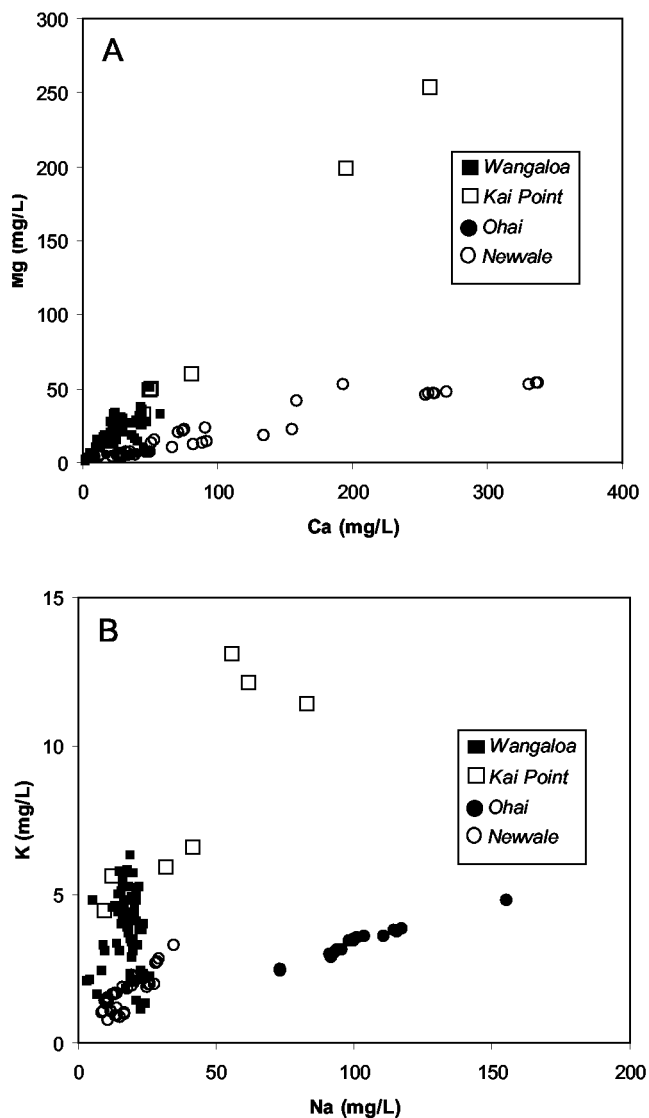 A
300
250
200
150
100
50
0
Mg (mg/L)
Wangaloa
Kai Point
Ohai
Newvale
0 100 200 300 400
Ca (mg/L)
B
15
10
5
0
K (mg/L)
Wangaloa
Kai Point
Ohai
Newvale
0 50 100 150 200
Na (mg/L)